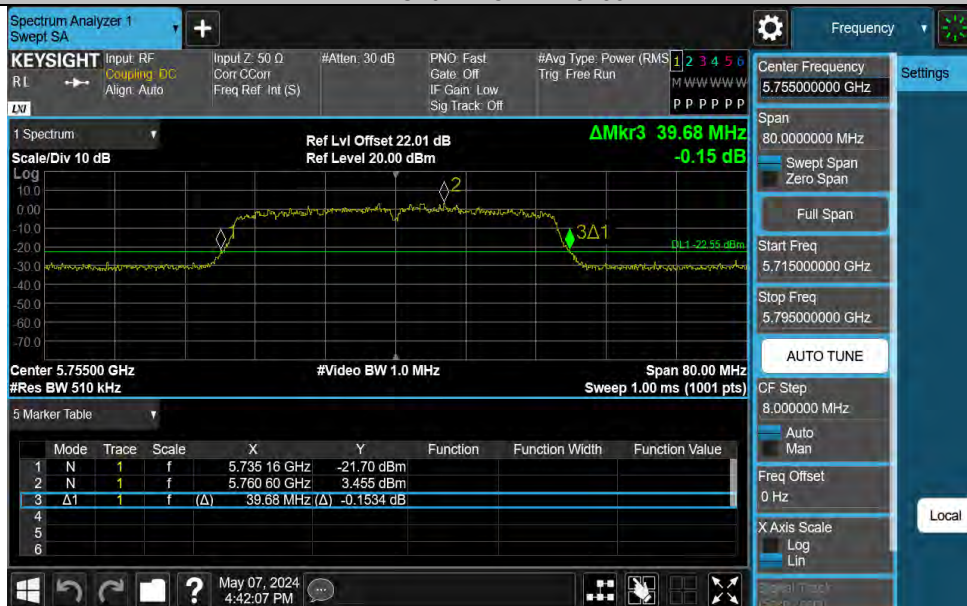 Spectrum Analyzer 1
Swept SA
+
Frequency
KEYSIGHT
RL
LXI
Input: RF
Coupling: DC
Align: Auto
Input Z: 50 Ω
Corr CCorr
Freq Ref: Int (S)
#Atten: 30 dB
PNO: Fast
Gate: Off
IF Gain: Low
Sig Track: Off
#Avg Type: Power (RMS
Trig: Free Run
1 2 3 4 5 6
M W W W W W
P P P P P P
1 Spectrum
Scale/Div 10 dB
Ref Lvl Offset 22.01 dB
Ref Level 20.00 dBm
ΔMkr3 39.68 MHz
-0.15 dB
Log
10.0
0.00
-10.0
-20.0
-30.0
-40.0
-50.0
-60.0
-70.0
1
2
3Δ1
DL1 -22.55 dBm
Center 5.75500 GHz
#Video BW 1.0 MHz
Span 80.00 MHz
#Res BW 510 kHz
Sweep 1.00 ms (1001 pts)
5 Marker Table
Mode Trace Scale X Y Function Function Width Function Value
1 N 1 f 5.735 16 GHz -21.70 dBm
2 N 1 f 5.760 60 GHz 3.455 dBm
3 Δ1 1 f (Δ) 39.68 MHz (Δ) -0.1534 dB
4
5
6
?
May 07, 2024
4:42:07 PM
Center Frequency
5.755000000 GHz
Span
80.0000000 MHz
Swept Span
Zero Span
Full Span
Start Freq
5.715000000 GHz
Stop Freq
5.795000000 GHz
AUTO TUNE
CF Step
8.000000 MHz
Auto
Man
Freq Offset
0 Hz
X Axis Scale
Log
Lin
Signal Track
Settings
Local